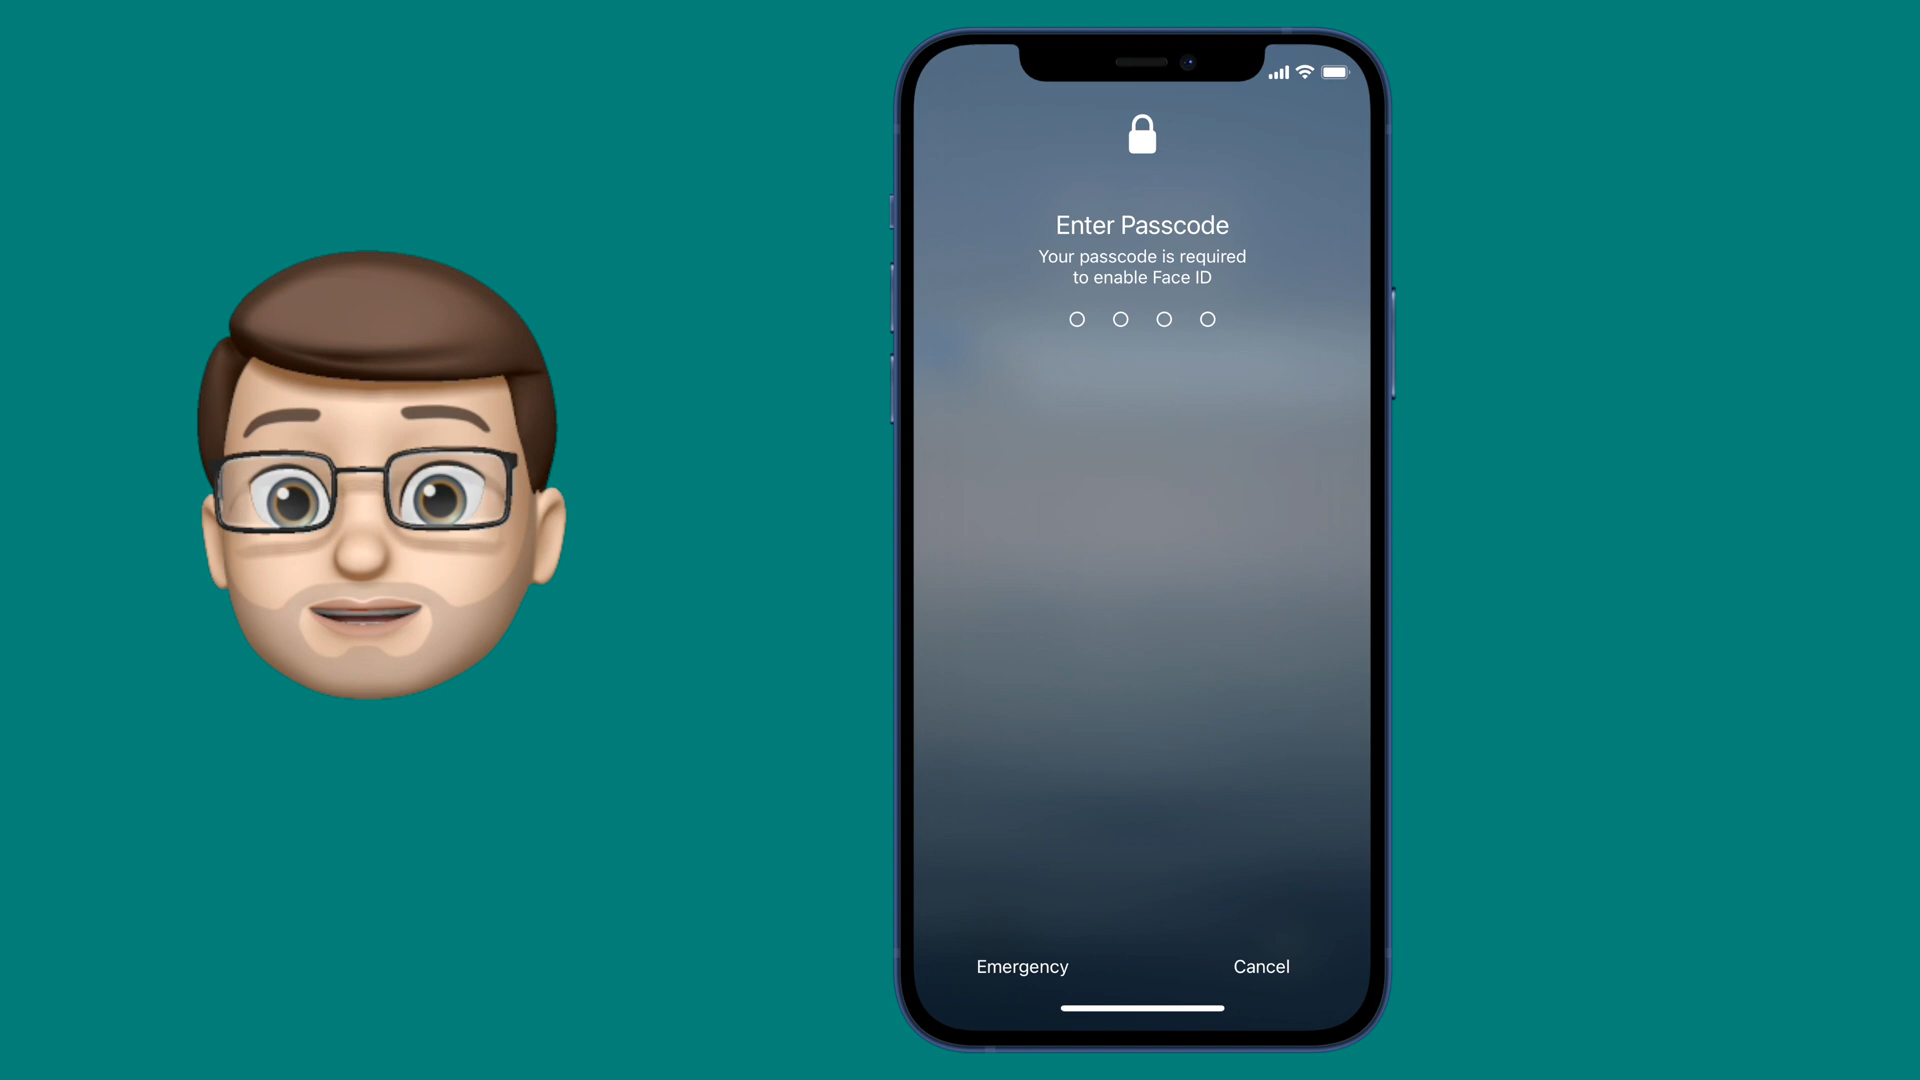 Enter Passcode
Your passcode is required
to enable Face ID
Emergency
Cancel